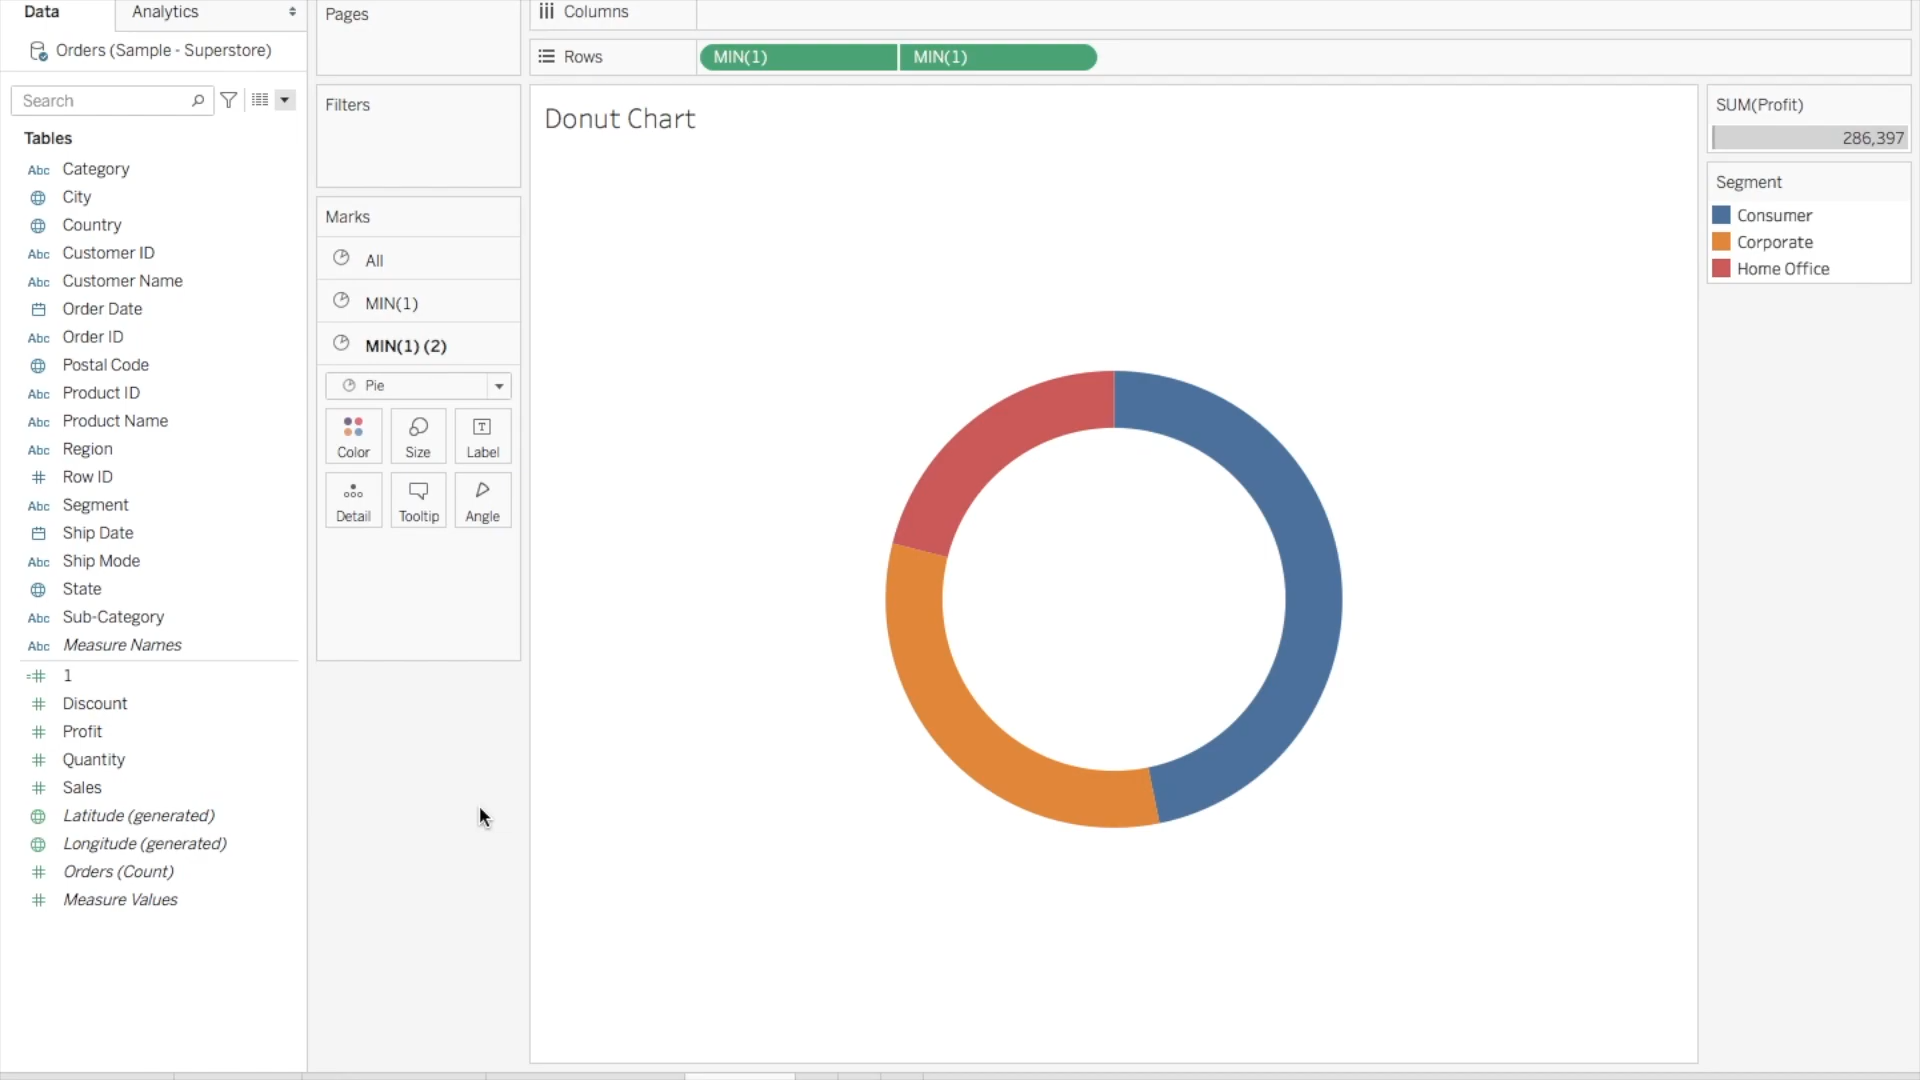 Data
Analytics
Orders (Sample - Superstore)
Search
Tables
Abc Category
City
Country
Abc Customer ID
Abc Customer Name
Order Date
Abc Order ID
Postal Code
Abc Product ID
Abc Product Name
Abc Region
# Row ID
Abc Segment
Ship Date
Abc Ship Mode
State
Abc Sub-Category
Abc Measure Names
=# 1
# Discount
# Profit
# Quantity
# Sales
Latitude (generated)
Longitude (generated)
# Orders (Count)
# Measure Values
Pages
Filters
Marks
All
MIN(1)
MIN(1) (2)
Pie
Color
Size
T
Label
Detail
Tooltip
Angle
Columns
Rows
MIN(1)
MIN(1)
Donut Chart
SUM(Profit)
286,397
Segment
Consumer
Corporate
Home Office